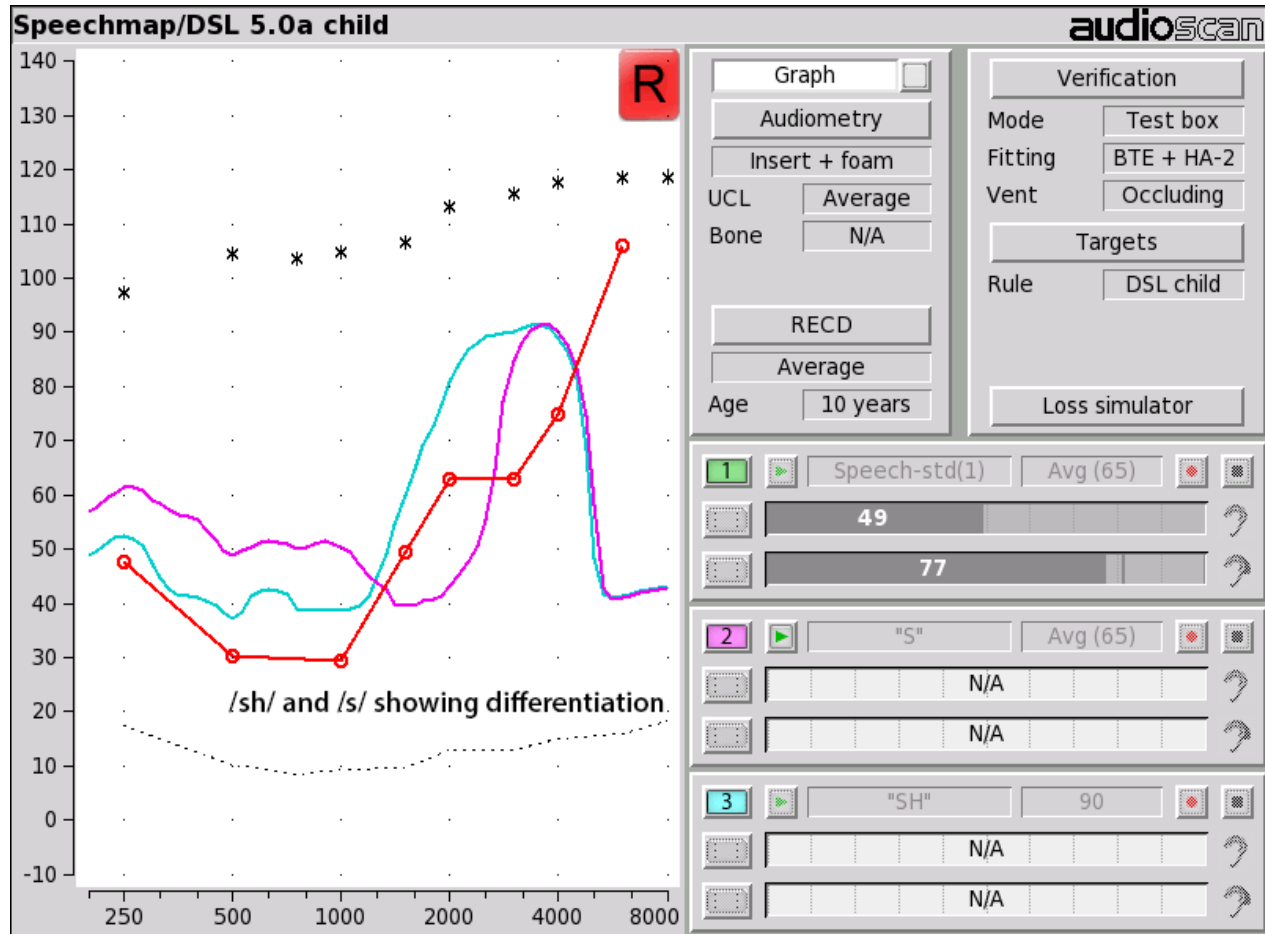 Speechmap/DSL 5.0a child
audioscan
140
130
120
110
100
90
80
70
60
50
40
30
20
10
0
-10
R
/sh/ and /s/ showing differentiation
250 500 1000 2000 4000 8000
Graph
Audiometry
Insert + foam
UCL Average
Bone N/A
RECD
Average
Age 10 years
Verification
Mode Test box
Fitting BTE + HA-2
Vent Occluding
Targets
Rule DSL child
Loss simulator
1 Speech-std(1) Avg (65)
49
77
2 "S" Avg (65)
N/A
N/A
3 "SH" 90
N/A
N/A